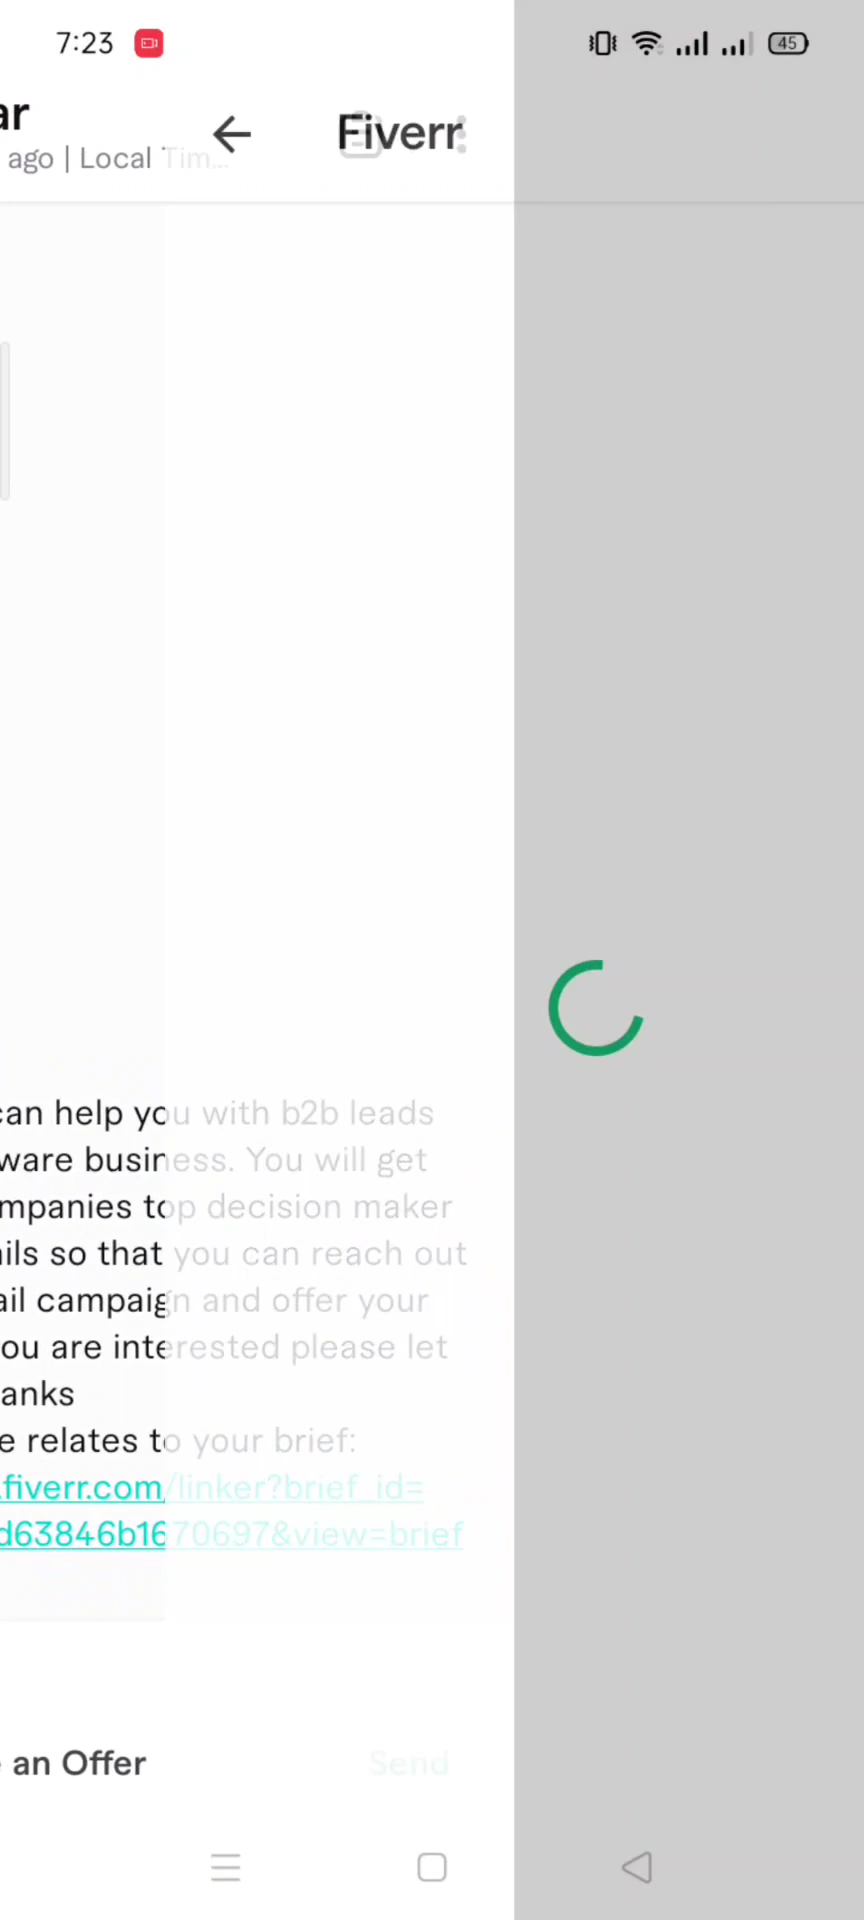 7:23
45
ar
ago | Local Tim...
Fiverr
can help you with b2b leads
ware business. You will get
mpanies top decision maker
ails so that you can reach out
ail campaign and offer your
ou are interested please let
anks
e relates to your brief:
.fiverr.com/linker?brief_id=
d63846b1670697&view=brief
an Offer
Send